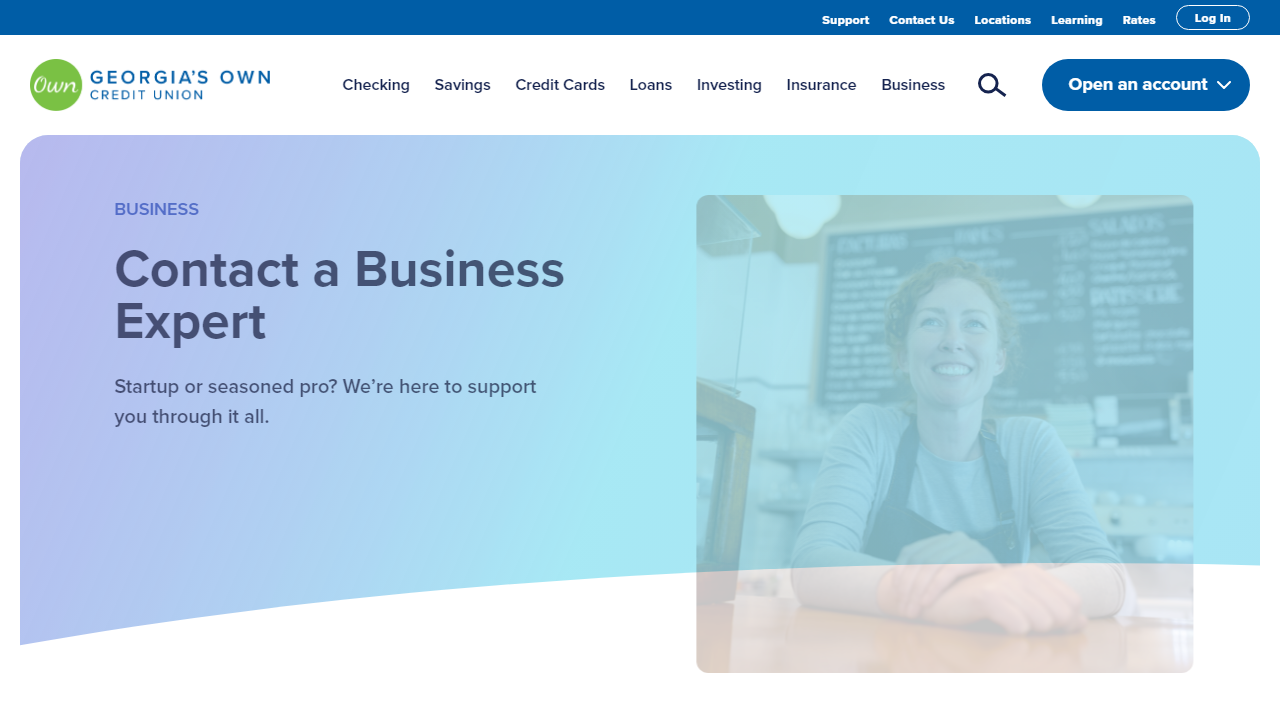 Support Contact Us Locations Learning Rates Log In
Own GEORGIA'S OWN
CREDIT UNION
Checking Savings Credit Cards Loans Investing Insurance Business Open an account
BUSINESS
Contact a Business
Expert
Startup or seasoned pro? We’re here to support
you through it all.